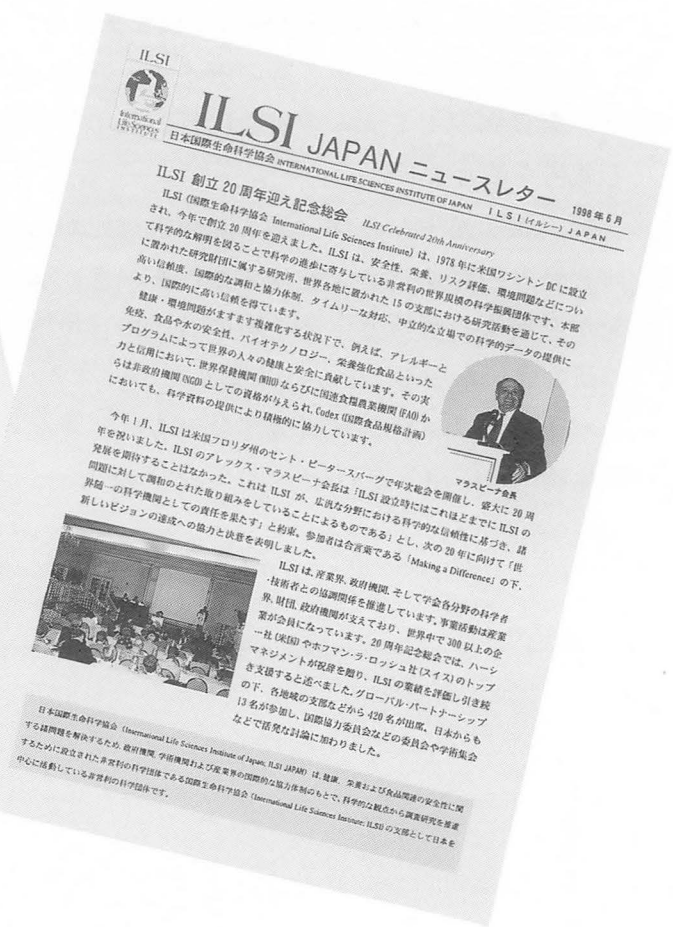 ILSI
International
Life Sciences
INSTITUTE
ILSI JAPAN ニュースレター
1998年6月
日本国際生命科学協会 INTERNATIONAL LIFE SCIENCES INSTITUTE OF JAPAN ILSI(イルシー) JAPAN
ILSI 創立20周年迎え記念総会 ILSI Celebrated 20th Anniversary
ILSI(国際生命科学協会 International Life Sciences Institute)は、1978年に米国ワシントンDCに設立
され、今年で創立20周年を迎えました。ILSIは、安全性、栄養、リスク評価、環境問題などについ
て科学的な解明を図ることで科学の進歩に寄与している非営利の世界規模の科学振興団体です。本部
に置かれた研究財団に属する研究所、世界各地に置かれた15の支部における研究活動を通じて、その
高い信頼度、国際的な調和と協力体制、タイムリーな対応、中立的な立場での科学的データの提供に
より、国際的に高い信頼を得ています。
健康・環境問題がますます複雑化する状況下で、例えば、アレルギーと
免疫、食品や水の安全性、バイオテクノロジー、栄養強化食品といった
プログラムによって世界の人々の健康と安全に貢献しています。その実
力と信用において、世界保健機関(WHO)ならびに国連食糧農業機関(FAO)か
らは非政府機関(NGO)としての資格が与えられ、Codex(国際食品規格計画)
においても、科学資料の提供により積極的に協力しています。
マラスピーナ会長
今年1月、ILSIは米国フロリダ州のセント・ピータースバーグで年次総会を開催し、盛大に20周
年を祝いました。ILSIのアレックス・マラスピーナ会長は「ILSI設立時にはこれほどまでにILSIの
発展を期待することはなかった。これはILSIが、広汎な分野における科学的な信頼性に基づき、諸
問題に対して調和のとれた取り組みをしていることによるものである」とし、次の20年に向けて「世
界随一の科学機関としての責任を果たす」と約束。参加者は合言葉である「Making a Difference」の下、
新しいビジョンの達成への協力と決意を表明しました。
ILSIは、産業界、政府機関、そして学会各分野の科学者
・技術者との協調関係を推進しています。事業活動は産業
界、財団、政府機関が支えており、世界中で300以上の企
業が会員になっています。20周年記念総会では、ハーシ
ー社(米国)やホフマン・ラ・ロッシュ社(スイス)のトップ
マネジメントが祝辞を贈り、ILSIの業績を評価し引き続
き支援すると述べました。グローバル・パートナーシップ
の下、各地域の支部などから420名が出席、日本からも
13名が参加し、国際協力委員会などの委員会や学術集会
などで活発な討論に加わりました。
日本国際生命科学協会(International Life Sciences Institute of Japan; ILSI JAPAN)は、健康、栄養および食品関連の安全性に関
する諸問題を解決するため、政府機関、学術機関および産業界の国際的な協力体制のもとで、科学的な観点から調査研究を推進
するために設立された非営利の科学団体である国際生命科学協会(International Life Sciences Institute; ILSI)の支部として日本を
中心に活動している非営利の科学団体です。